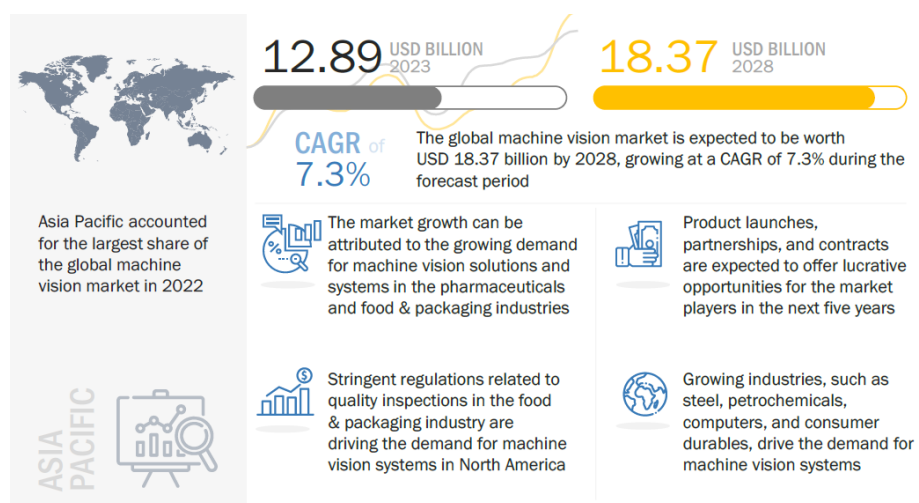 12.89 USD BILLION
2023
18.37 USD BILLION
2028
CAGR of
7.3%
The global machine vision market is expected to be worth
USD 18.37 billion by 2028, growing at a CAGR of 7.3% during the
forecast period
Asia Pacific accounted
for the largest share of
the global machine
vision market in 2022
ASIA
PACIFIC
The market growth can be
attributed to the growing demand
for machine vision solutions and
systems in the pharmaceuticals
and food & packaging industries
Product launches,
partnerships, and contracts
are expected to offer lucrative
opportunities for the market
players in the next five years
Stringent regulations related to
quality inspections in the food
& packaging industry are
driving the demand for machine
vision systems in North America
Growing industries, such as
steel, petrochemicals,
computers, and consumer
durables, drive the demand for
machine vision systems